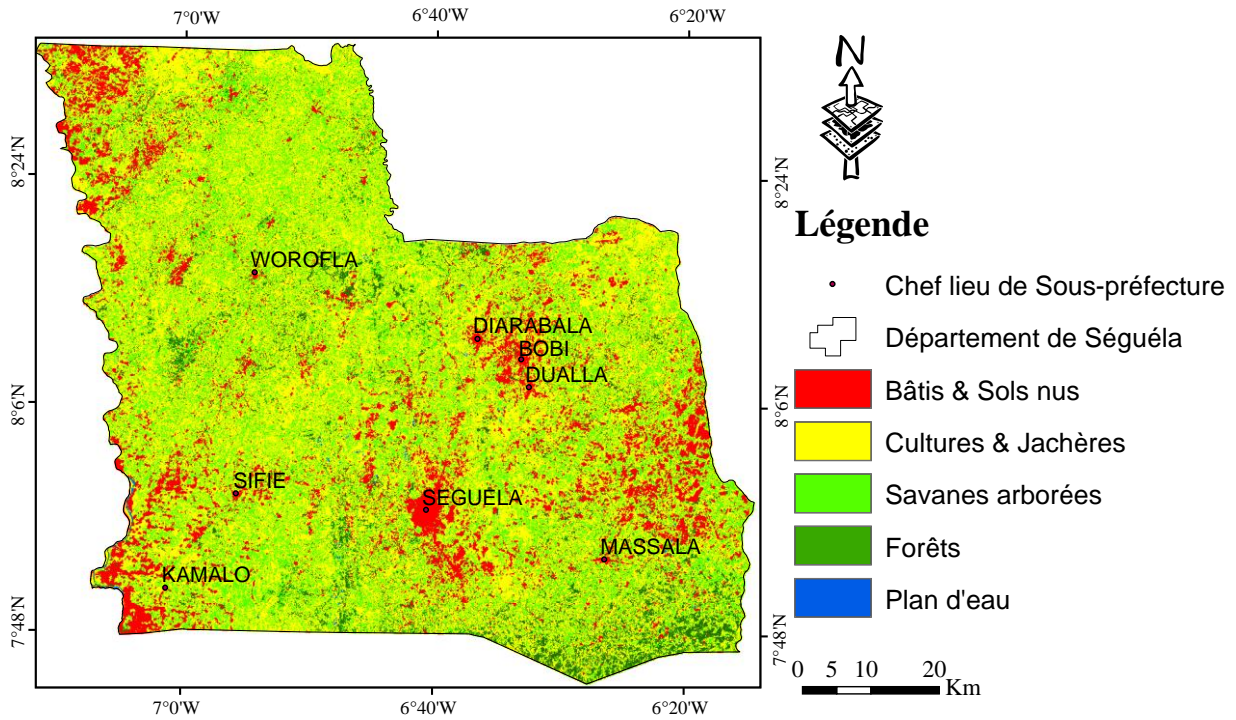 7°0'W 6°40'W 6°20'W
N
8°24'N 8°24'N
Légende
WOROFLA
Chef lieu de Sous-préfecture
DIARABALA
Département de Séguéla
BOBI
DUALLA
Bâtis & Sols nus
8°6'N 8°6'N
Cultures & Jachères
SIFIE
SEGUELA
Savanes arborées
MASSALA
Forêts
KAMALO
Plan d'eau
7°48'N 7°48'N
0 5 10 20
Km
7°0'W 6°40'W 6°20'W